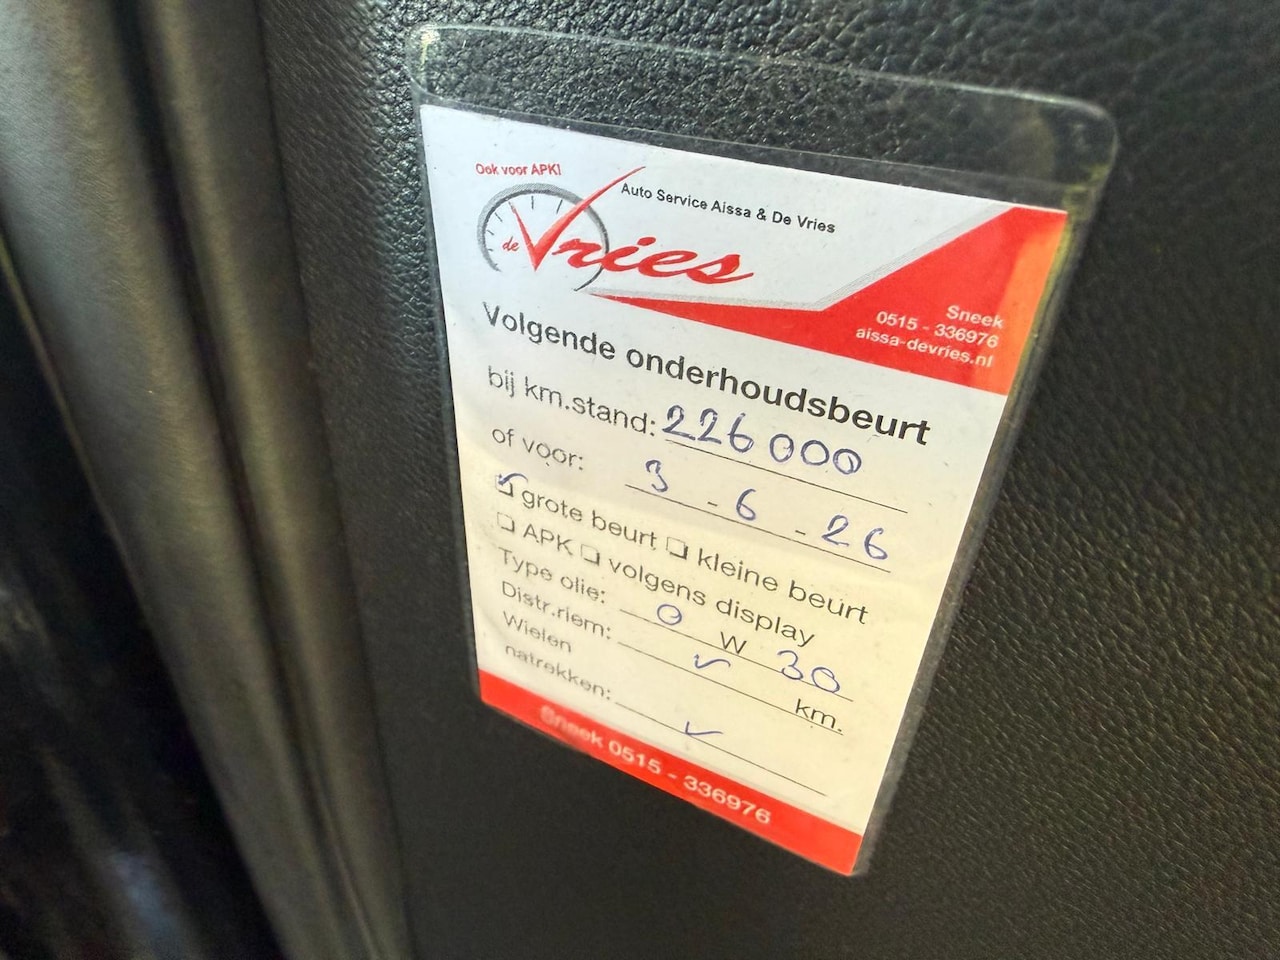 Ook voor APK!
Auto Service Aissa & De Vries
de Vries
Sneek
0515 - 336976
aissa-devries.nl
Volgende onderhoudsbeurt
bij km.stand: 226000
of voor: 3 - 6 - 26
☑ grote beurt ❏ kleine beurt
❏ APK ❏ volgens display
Type olie: 0 W 30
Distr.riem: ✓ km.
Wielen
natrekken: ✓
Sneek 0515 - 336976